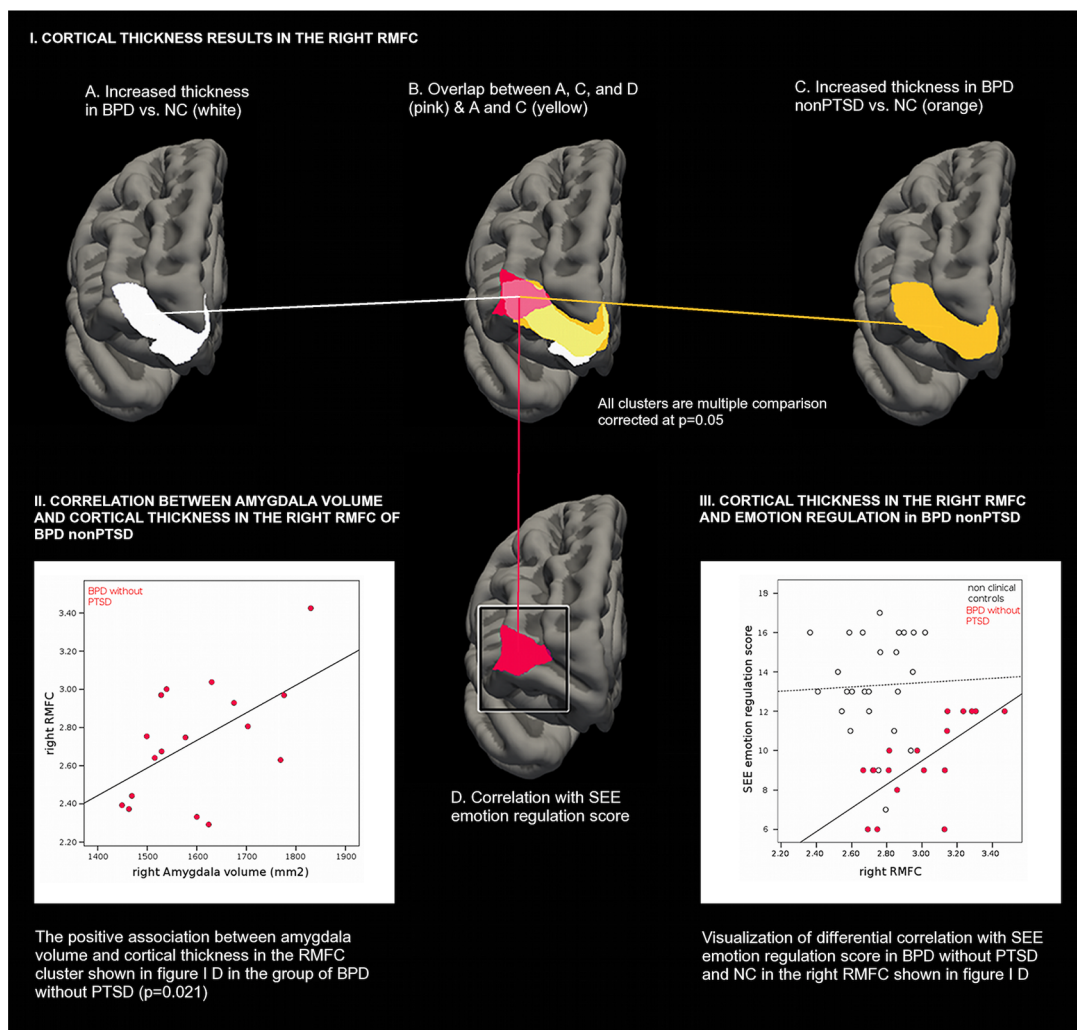 I. CORTICAL THICKNESS RESULTS IN THE RIGHT RMFC
A. Increased thickness
in BPD vs. NC (white)
B. Overlap between A, C, and D
(pink) & A and C (yellow)
C. Increased thickness in BPD
nonPTSD vs. NC (orange)
All clusters are multiple comparison
corrected at p=0.05
II. CORRELATION BETWEEN AMYGDALA VOLUME
AND CORTICAL THICKNESS IN THE RIGHT RMFC OF
BPD nonPTSD
BPD without
PTSD
3.40
3.20
3.00
2.80
2.60
2.40
2.20
right RMFC
1400 1500 1600 1700 1800 1900
right Amygdala volume (mm2)
The positive association between amygdala
volume and cortical thickness in the RMFC
cluster shown in figure I D in the group of BPD
without PTSD (p=0.021)
D. Correlation with SEE
emotion regulation score
III. CORTICAL THICKNESS IN THE RIGHT RMFC
AND EMOTION REGULATION in BPD nonPTSD
non clinical
controls
BPD without
PTSD
18
16
14
12
10
8
6
SEE emotion regulation score
2.20 2.40 2.60 2.80 3.00 3.20 3.40
right RMFC
Visualization of differential correlation with SEE
emotion regulation score in BPD without PTSD
and NC in the right RMFC shown in figure I D